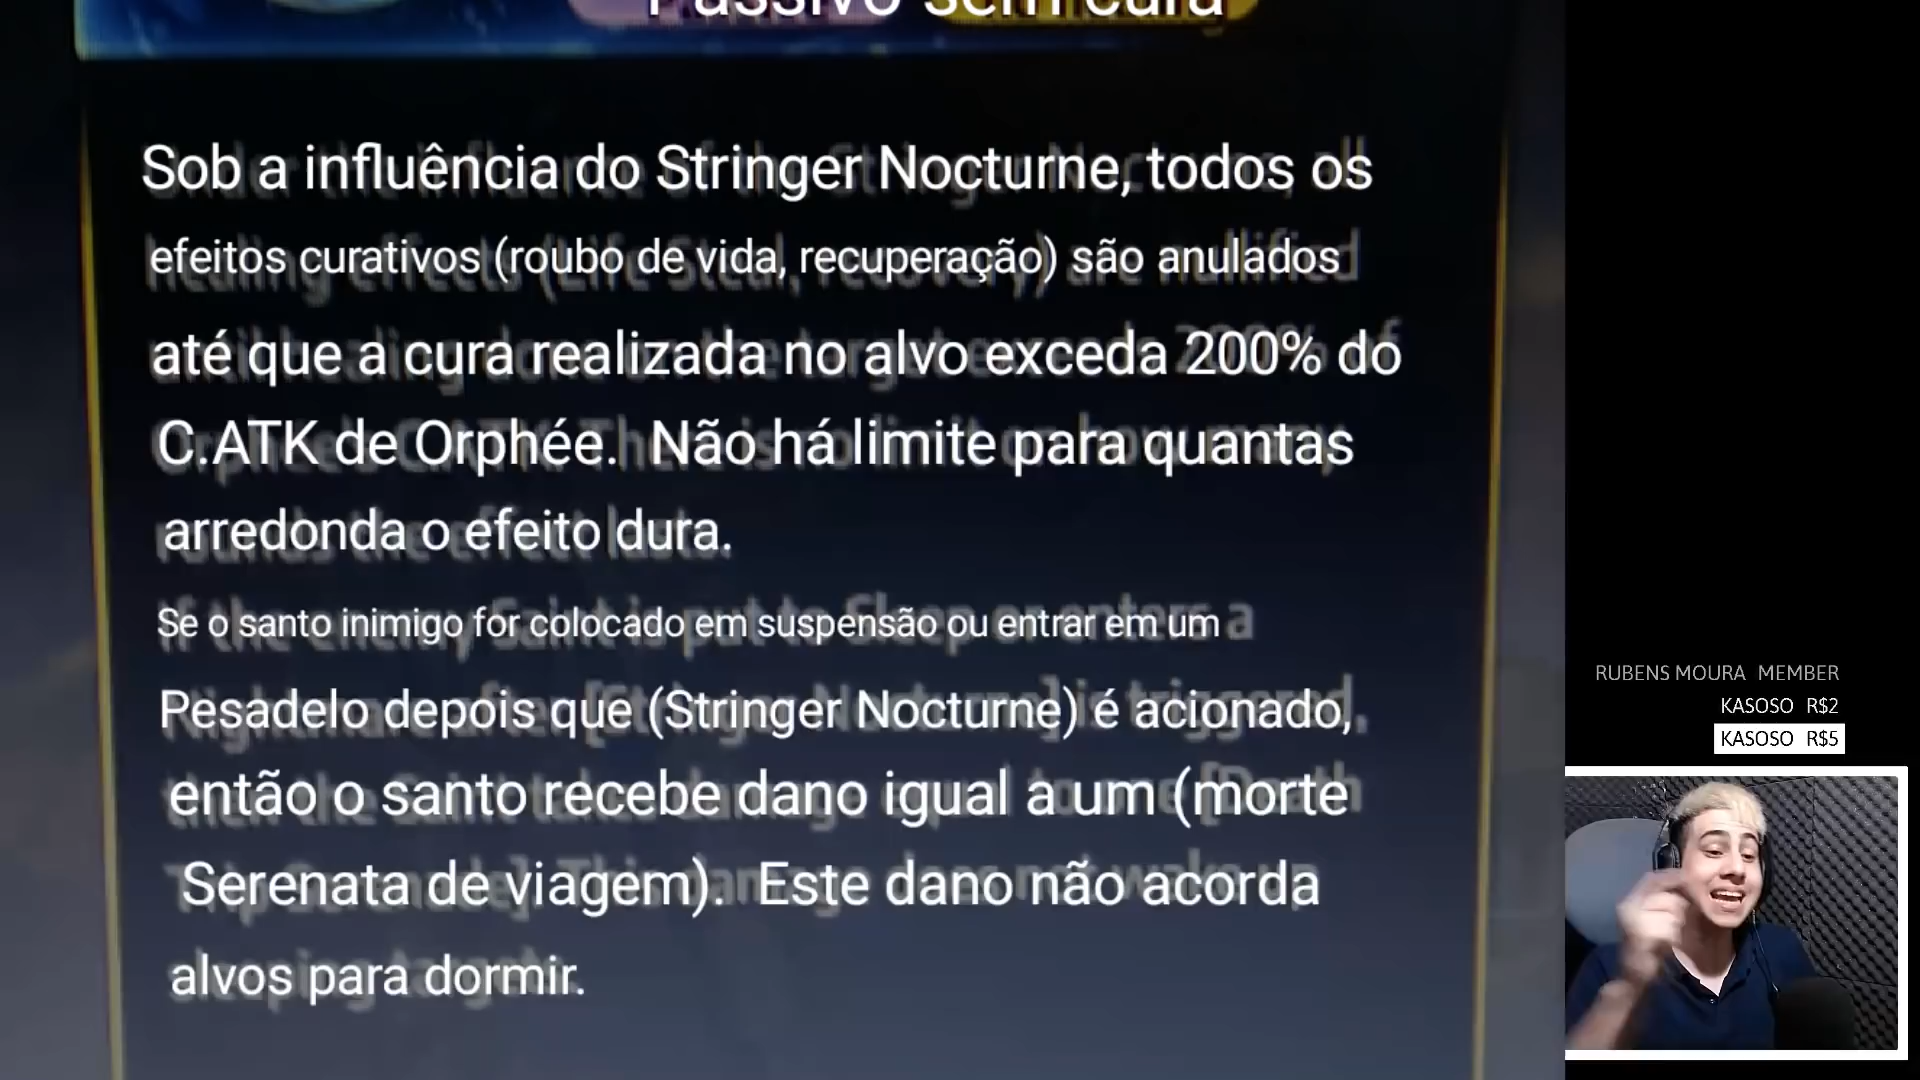 Passivo sem cura
Sob a influência do Stringer Nocturne, todos os
efeitos curativos (roubo de vida, recuperação) são anulados
até que a cura realizada no alvo exceda 200% do
C.ATK de Orphée. Não há limite para quantas
arredonda o efeito dura.
Se o santo inimigo for colocado em suspensão ou entrar em um
Pesadelo depois que (Stringer Nocturne) é acionado,
então o santo recebe dano igual a um (morte
Serenata de viagem). Este dano não acorda
alvos para dormir.
RUBENS MOURA MEMBER
KASOSO R$2
KASOSO R$5